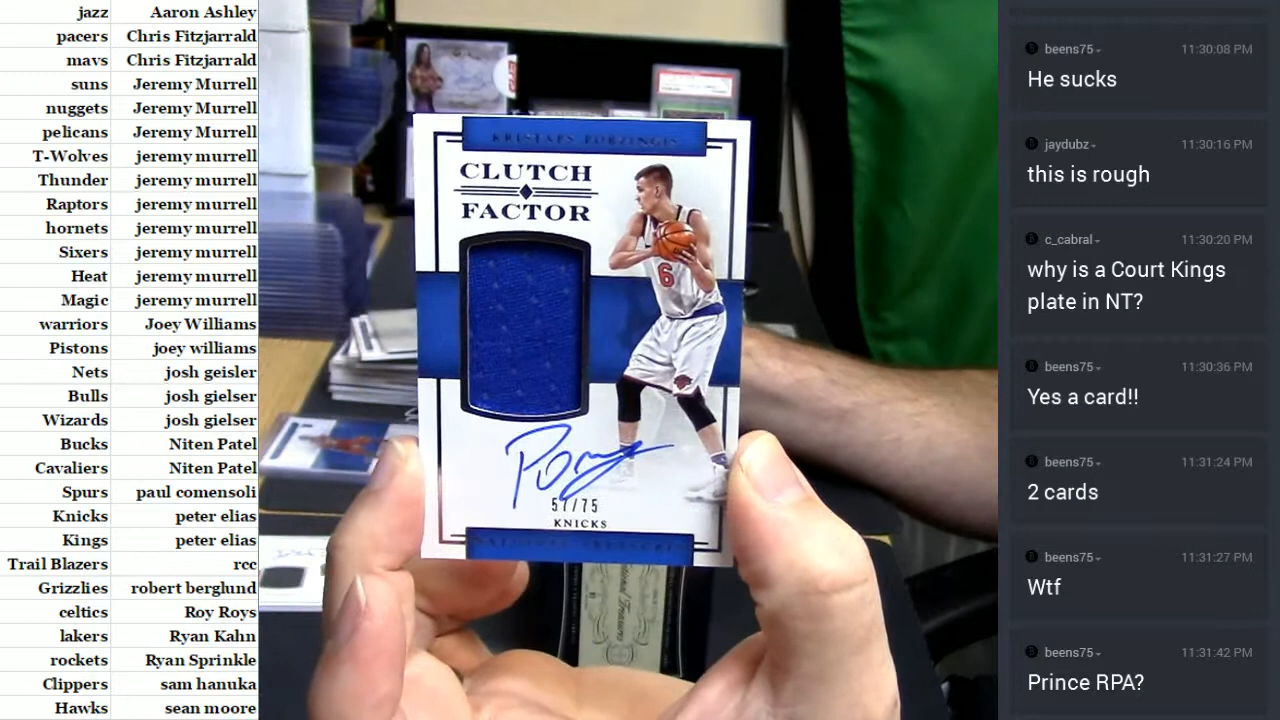 jazz Aaron Ashley
pacers Chris Fitzjarrald
mavs Chris Fitzjarrald
suns Jeremy Murrell
nuggets Jeremy Murrell
pelicans Jeremy Murrell
T-Wolves jeremy murrell
Thunder jeremy murrell
Raptors jeremy murrell
hornets jeremy murrell
Sixers jeremy murrell
Heat jeremy murrell
Magic jeremy murrell
warriors Joey Williams
Pistons joey williams
Nets josh geisler
Bulls josh gielser
Wizards josh gielser
Bucks Niten Patel
Cavaliers Niten Patel
Spurs paul comensoli
Knicks peter elias
Kings peter elias
Trail Blazers rcc
Grizzlies robert berglund
celtics Roy Roys
lakers Ryan Kahn
rockets Ryan Sprinkle
Clippers sam hanuka
Hawks sean moore
KRISTAPS PORZINGIS
CLUTCH
FACTOR
6
57/75
KNICKS
NATIONAL TREASURES
beens75 11:30:08 PM
He sucks
jaydubz 11:30:16 PM
this is rough
c_cabral 11:30:20 PM
why is a Court Kings
plate in NT?
beens75 11:30:36 PM
Yes a card!!
beens75 11:31:24 PM
2 cards
beens75 11:31:27 PM
Wtf
beens75 11:31:42 PM
Prince RPA?